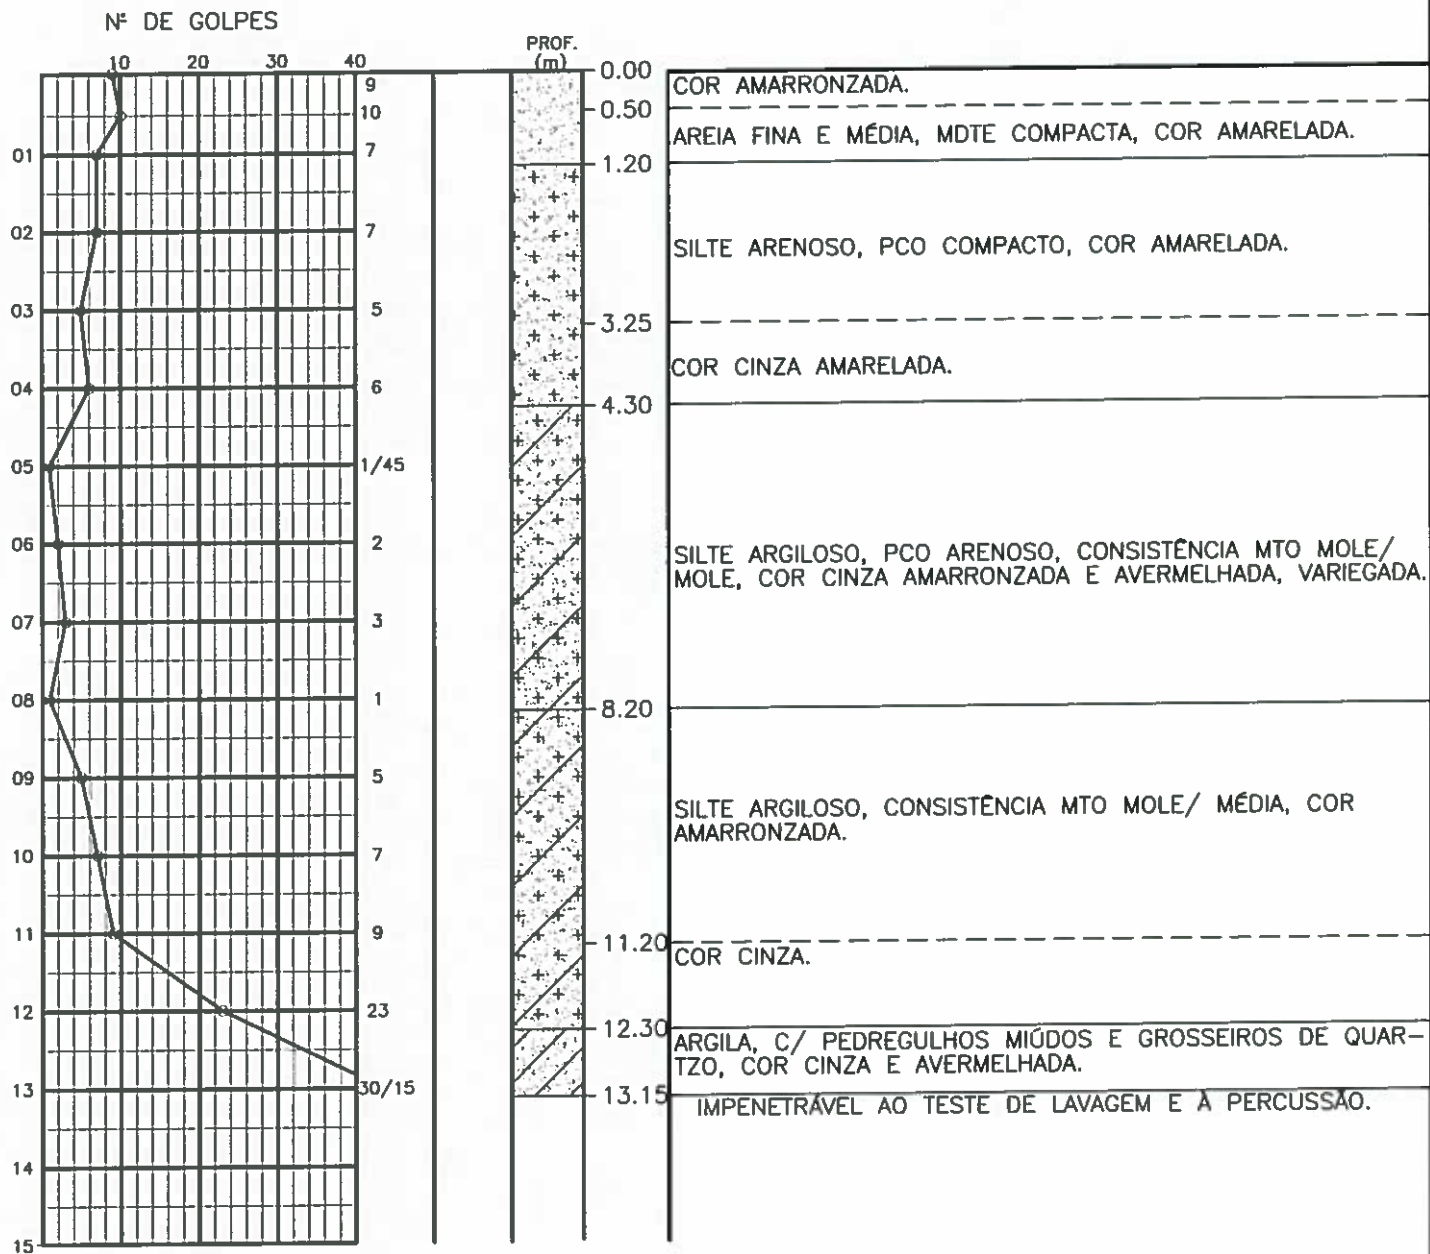 Nº DE GOLPES
10 20 30 40
PROF.
(m)
0.00
9
COR AMARRONZADA.
0.50
10
AREIA FINA E MÉDIA, MDTE COMPACTA, COR AMARELADA.
01
7
1.20
02
7
SILTE ARENOSO, PCO COMPACTO, COR AMARELADA.
03
5
3.25
COR CINZA AMARELADA.
04
6
4.30
05
1/45
06
2
SILTE ARGILOSO, PCO ARENOSO, CONSISTÊNCIA MTO MOLE/
MOLE, COR CINZA AMARRONZADA E AVERMELHADA, VARIEGADA.
07
3
08
1
8.20
09
5
SILTE ARGILOSO, CONSISTÊNCIA MTO MOLE/ MÉDIA, COR
AMARRONZADA.
10
7
11
9
11.20
COR CINZA.
12
23
12.30
ARGILA, C/ PEDREGULHOS MIÚDOS E GROSSEIROS DE QUAR-
TZO, COR CINZA E AVERMELHADA.
13
30/15
13.15
IMPENETRÁVEL AO TESTE DE LAVAGEM E À PERCUSSÃO.
14
15